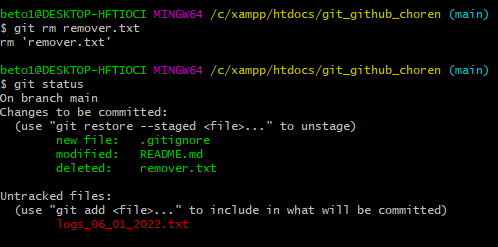 beto1@DESKTOP-HFTIOCI MINGW64 /c/xampp/htdocs/git_github_choren (main)
$ git rm remover.txt
rm 'remover.txt'
beto1@DESKTOP-HFTIOCI MINGW64 /c/xampp/htdocs/git_github_choren (main)
$ git status
On branch main
Changes to be committed:
  (use "git restore --staged <file>..." to unstage)
        new file:   .gitignore
        modified:   README.md
        deleted:    remover.txt
Untracked files:
  (use "git add <file>..." to include in what will be committed)
        logs_06_01_2022.txt